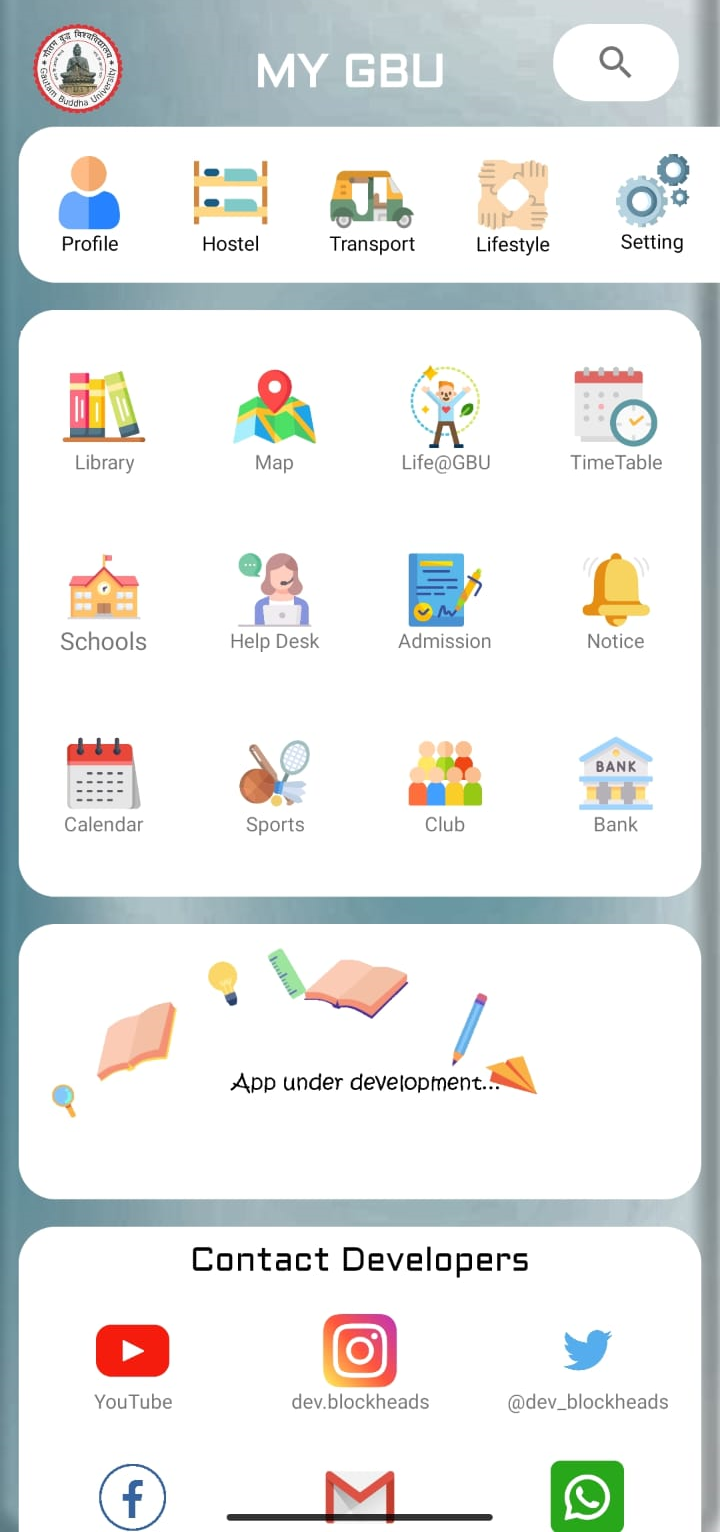 गौतम बुद्ध विश्वविद्यालय
Gautam Buddha University
MY GBU
Profile
Hostel
Transport
Lifestyle
Setting
Library
Map
Life@GBU
TimeTable
Schools
Help Desk
Admission
Notice
Calendar
Sports
Club
BANK
Bank
App under development...
Contact Developers
YouTube
dev.blockheads
@dev_blockheads